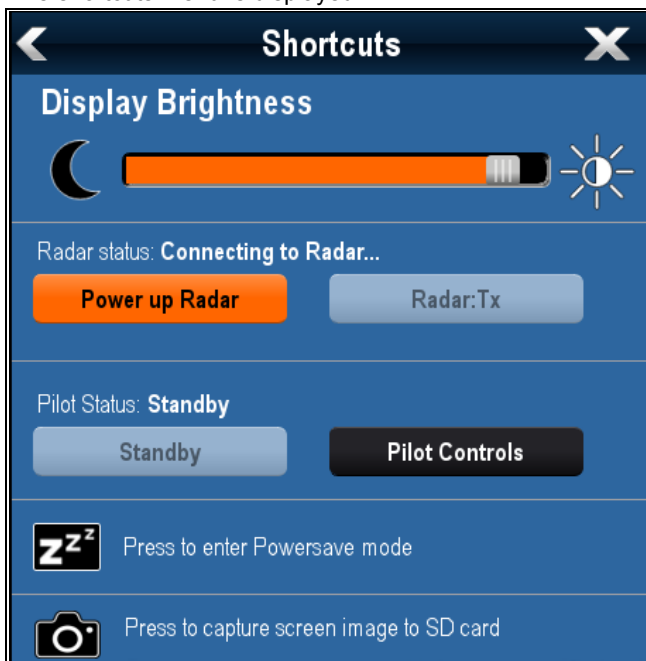 Shortcuts
Display Brightness
Radar status: Connecting to Radar...
Power up Radar
Radar:Tx
Pilot Status: Standby
Standby
Pilot Controls
zzz
Press to enter Powersave mode
Press to capture screen image to SD card